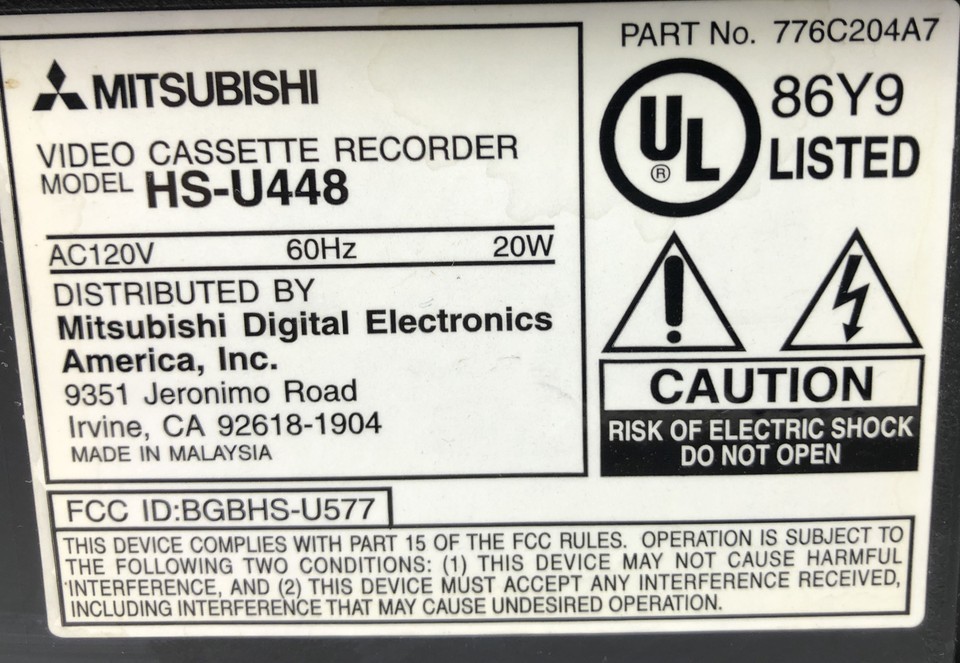 PART No. 776C204A7
MITSUBISHI
VIDEO CASSETTE RECORDER
MODEL HS-U448
AC120V 60Hz 20W
DISTRIBUTED BY
Mitsubishi Digital Electronics
America, Inc.
9351 Jeronimo Road
Irvine, CA 92618-1904
MADE IN MALAYSIA
UL ® 86Y9
LISTED
CAUTION
RISK OF ELECTRIC SHOCK
DO NOT OPEN
FCC ID:BGBHS-U577
THIS DEVICE COMPLIES WITH PART 15 OF THE FCC RULES. OPERATION IS SUBJECT TO
THE FOLLOWING TWO CONDITIONS: (1) THIS DEVICE MAY NOT CAUSE HARMFUL
INTERFERENCE, AND (2) THIS DEVICE MUST ACCEPT ANY INTERFERENCE RECEIVED,
INCLUDING INTERFERENCE THAT MAY CAUSE UNDESIRED OPERATION.